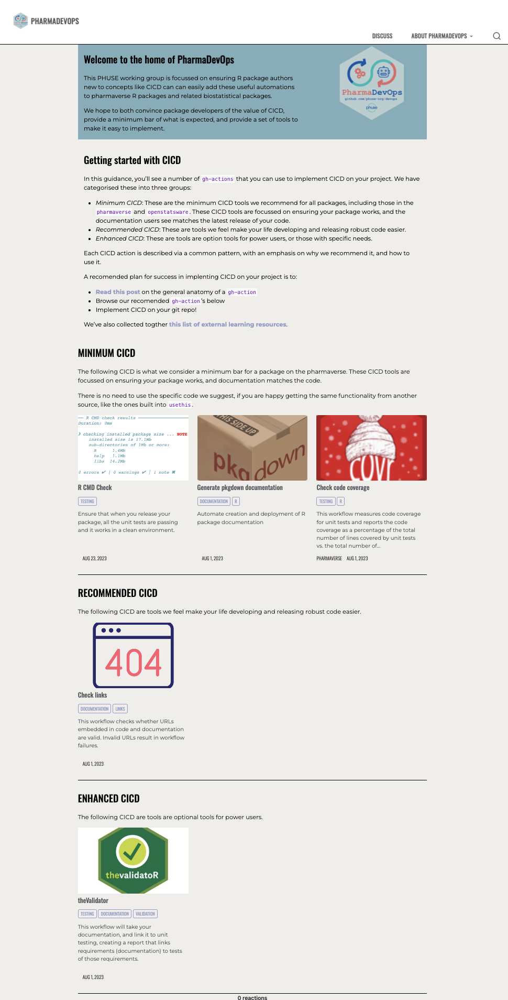 PHARMADEVOPS
DISCUSS
ABOUT PHARMADEVOPS
Welcome to the home of PharmaDevOps
This PHUSE working group is focussed on ensuring R package authors
new to concepts like CICD can can easily add these useful automations
to pharmaverse R packages and related biostatistical packages.
We hope to both convince package developers of the value of CICD,
provide a minimum bar of what is expected, and provide a set of tools to
make it easy to implement.
PharmaDevOps
github.com/phuse-org/devops
phuse
Getting started with CICD
In this guidance, you'll see a number of gh-actions that you can use to implement CICD on your project. We have
categorised these into three groups:
Minimum CICD: These are the minimum CICD tools we recommend for all packages, including those in the
pharmaverse and openstatsware. These CICD tools are focussed on ensuring your package works, and the
documentation users see matches the latest release of your code.
Recommended CICD: These are tools we feel make your life developing and releasing robust code easier.
Enhanced CICD: These are tools are option tools for power users, or those with specific needs.
Each CICD action is described via a common pattern, with an emphasis on why we recommend it, and how to
use it.
A recomended plan for success in implenting CICD on your project is to:
Read this post on the general anatomy of a gh-action
Browse our recomended gh-action's below
Implement CICD on your git repo!
We've also collected togther this list of external learning resources.
MINIMUM CICD
The following CICD is what we consider a minimum bar for a package on the pharmaverse. These CICD tools are
focussed on ensuring your package works, and documentation matches the code.
There is no need to use the specific code we suggest, if you are happy getting the same functionality from another
source, like the ones built into usethis.
── R CMD check results ──
Duration: 0ms
❯ checking installed package size ... NOTE
installed size is 17.1Mb
sub-directories of 1Mb or more:
R 1.4Mb
help 1.1Mb
libs 14.2Mb
0 errors ✔ | 0 warnings ✔ | 1 note ✖
R CMD Check
TESTING
Ensure that when you release your
package, all the unit tests are passing
and it works in a clean environment.
AUG 23, 2023
THIS SIDE UP
pkgdown
Generate pkgdown documentation
DOCUMENTATION R
Automate creation and deployment of R
package documentation
AUG 1, 2023
covr
Check code coverage
TESTING R
This workflow measures code coverage
for unit tests and reports the code
coverage as a percentage of the total
number of lines covered by unit tests
vs. the total number of...
PHARMAVERSE AUG 1, 2023
RECOMMENDED CICD
The following CICD are tools we feel make your life developing and releasing robust code easier.
404
Check links
DOCUMENTATION LINKS
This workflow checks whether URLs
embedded in code and documentation
are valid. Invalid URLs result in workflow
failures.
AUG 1, 2023
ENHANCED CICD
The following CICD are tools are optional tools for power users.
thevalidatoR
theValidator
TESTING DOCUMENTATION VALIDATION
This workflow will take your
documentation, and link it to unit
testing, creating a report that links
requirements (documentation) to tests
of those requirements.
AUG 1, 2023
0 reactions